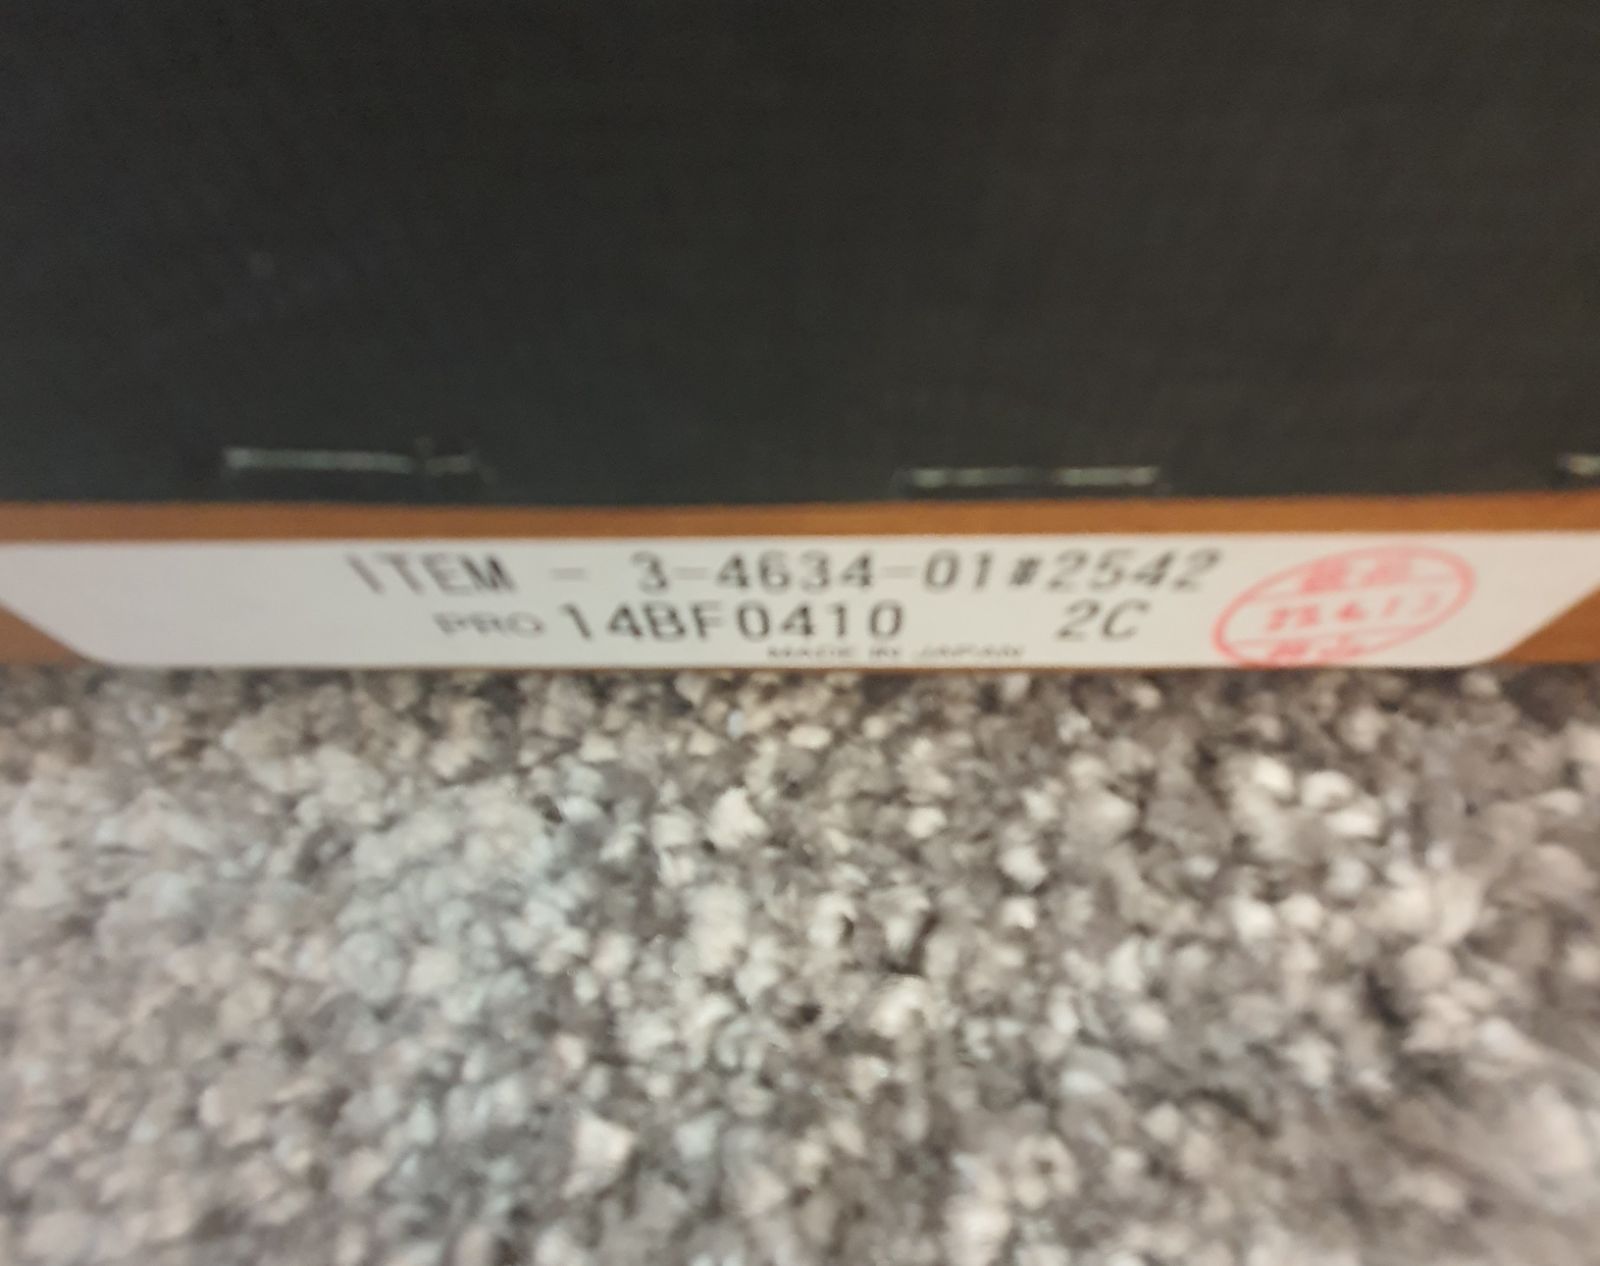 ITEM - 3-4634-01#2542
PRO 14BF0410 2C
MADE IN JAPAN